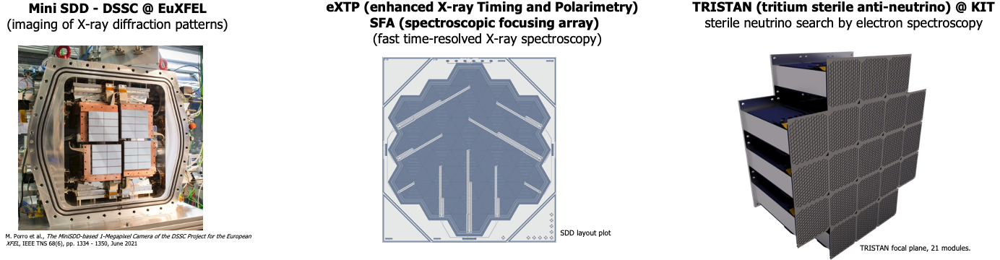 Mini SDD - DSSC @ EuXFEL
(imaging of X-ray diffraction patterns)
M. Porro et al., The MiniSDD-based 1-Megapixel Camera of the DSSC Project for the European
XFEL, IEEE TNS 68(6), pp. 1334 - 1350, June 2021
eXTP (enhanced X-ray Timing and Polarimetry)
SFA (spectroscopic focusing array)
(fast time-resolved X-ray spectroscopy)
SDD layout plot
TRISTAN (tritium sterile anti-neutrino) @ KIT
sterile neutrino search by electron spectroscopy
TRISTAN focal plane, 21 modules.